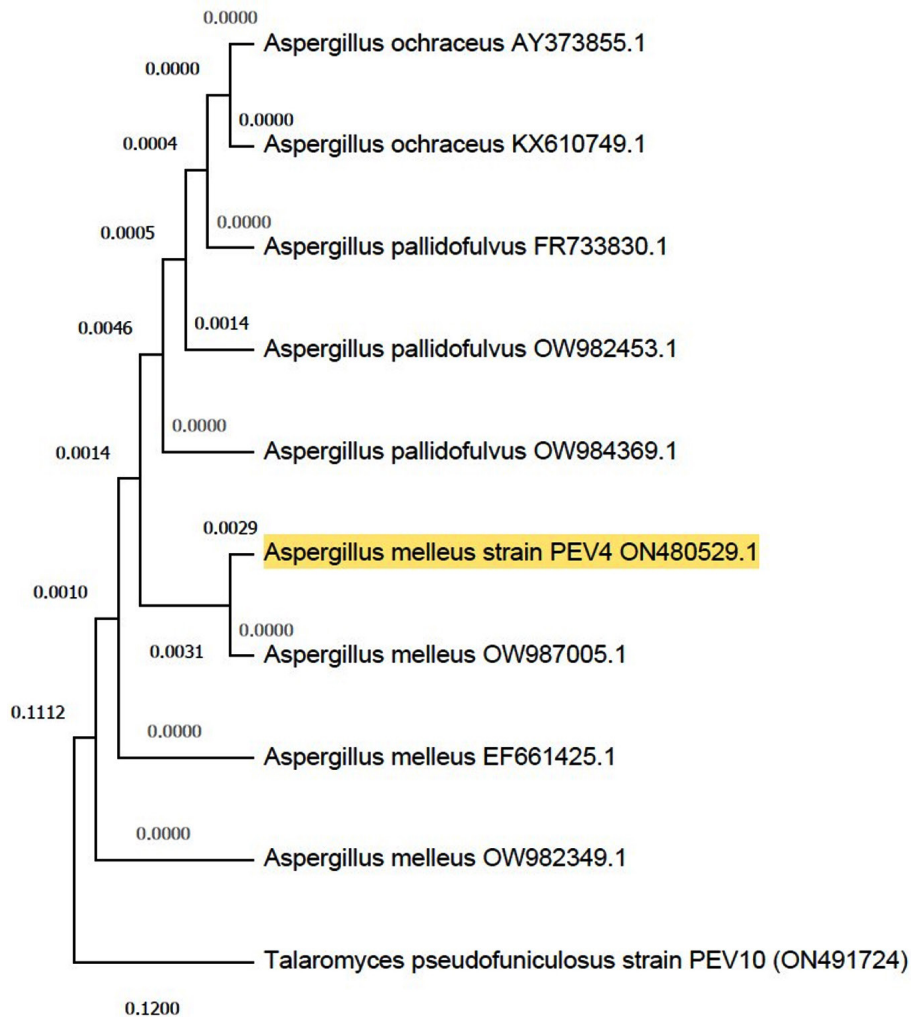 0.0000
Aspergillus ochraceus AY373855.1
0.0000
0.0000
Aspergillus ochraceus KX610749.1
0.0004
0.0000
Aspergillus pallidofulvus FR733830.1
0.0005
0.0014
Aspergillus pallidofulvus OW982453.1
0.0046
0.0000
Aspergillus pallidofulvus OW984369.1
0.0014
0.0029
Aspergillus melleus strain PEV4 ON480529.1
0.0010
0.0000
0.0031
Aspergillus melleus OW987005.1
0.1112
0.0000
Aspergillus melleus EF661425.1
0.0000
Aspergillus melleus OW982349.1
Talaromyces pseudofuniculosus strain PEV10 (ON491724)
0.1200